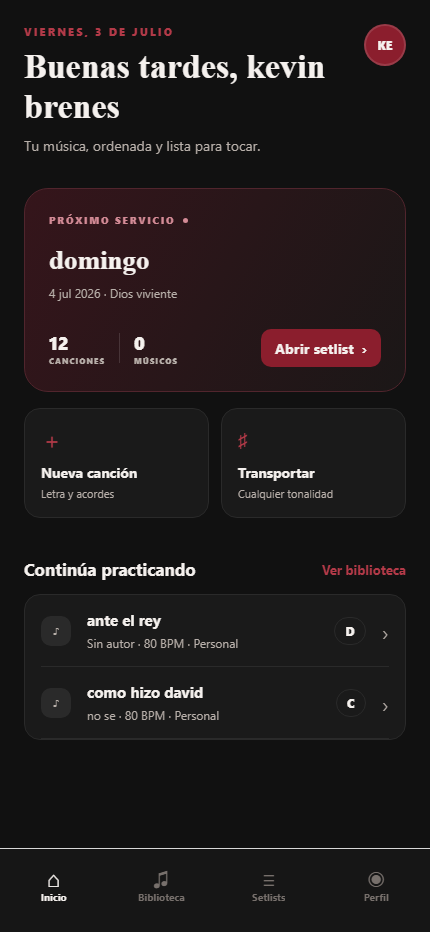 VIERNES, 3 DE JULIO
KE
Buenas tardes, kevin
brenes
Tu música, ordenada y lista para tocar.
PRÓXIMO SERVICIO
domingo
4 jul 2026 · Dios viviente
12
CANCIONES
0
MÚSICOS
Abrir setlist ›
Nueva canción
Letra y acordes
Transportar
Cualquier tonalidad
Continúa practicando
Ver biblioteca
ante el rey
Sin autor · 80 BPM · Personal
D
como hizo david
no se · 80 BPM · Personal
C
Inicio
Biblioteca
Setlists
Perfil